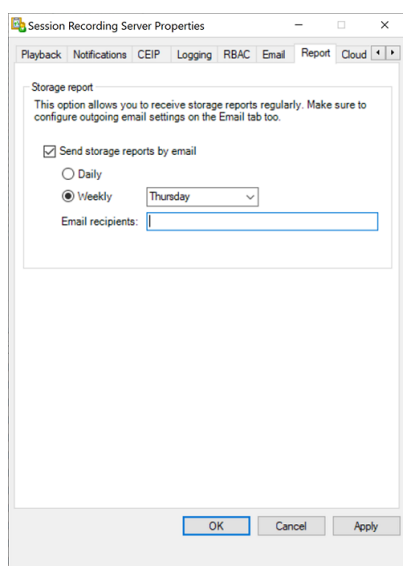 Session Recording Server Properties
Playback Notifications CEIP Logging RBAC Email Report Cloud
Storage report
This option allows you to receive storage reports regularly. Make sure to
configure outgoing email settings on the Email tab too.
Send storage reports by email
Daily
Weekly Thursday
Email recipients:
OK Cancel Apply